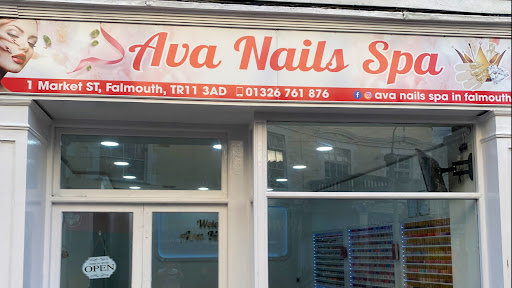 Ava Nails Spa
1 Market ST, Falmouth, TR11 3AD 01326 761 876 ava nails spa in falmouth
OPEN